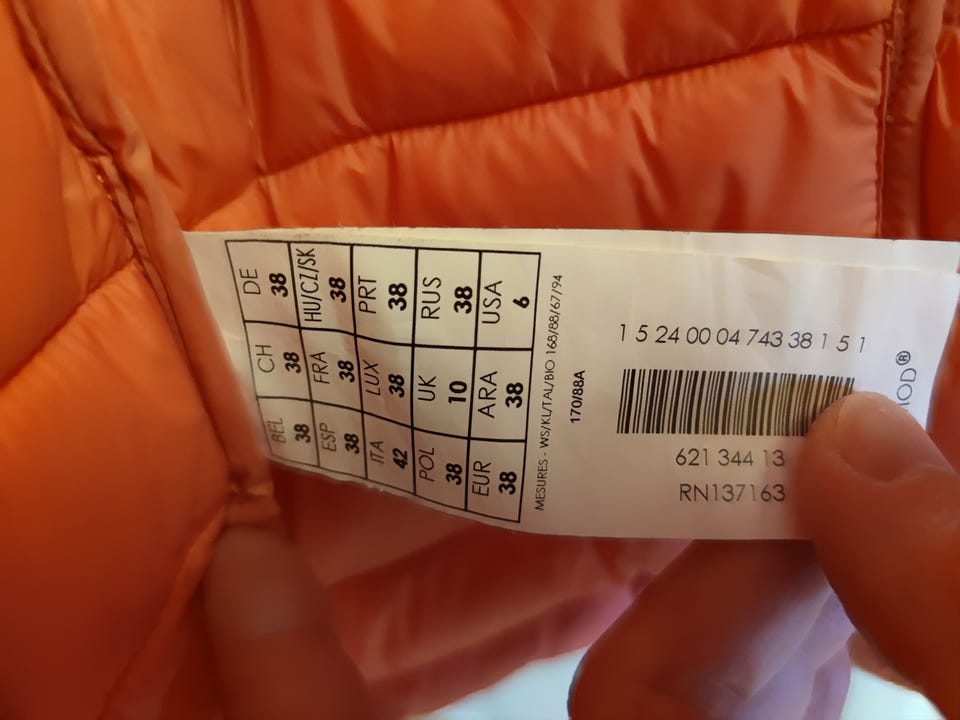 BEL CH DE
38 38 38
ESP FRA HU/CZ/SK
38 38 38
ITA LUX PRT
42 38 38
POL UK RUS
38 10 38
EUR ARA USA
38 38 6
MESURES - WS/KL/TAL/BIO 168/88/67/94
170/88A
1 5 24 00 04 743 38 1 5 1
621 344 13
RN137163